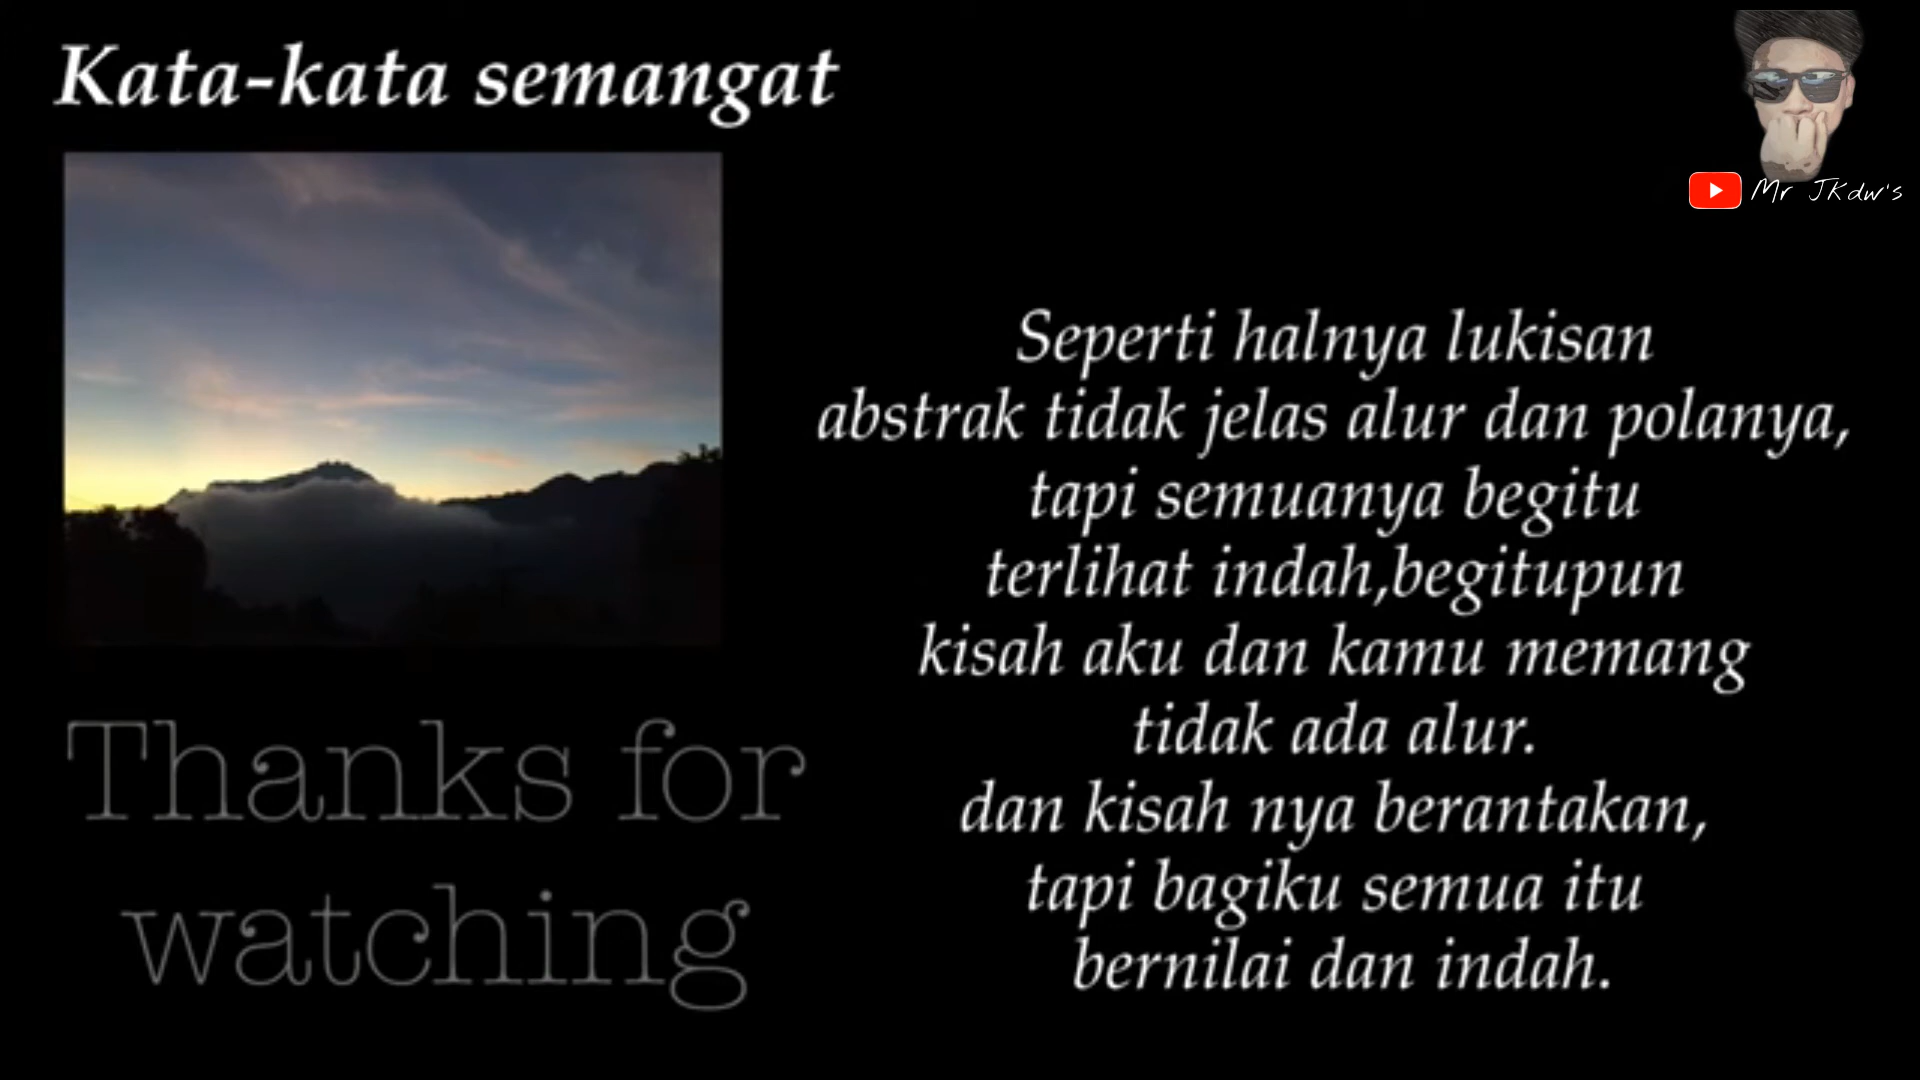 Kata-kata semangat
Mr JKdw's
Seperti halnya lukisan
abstrak tidak jelas alur dan polanya,
tapi semuanya begitu
terlihat indah,begitupun
kisah aku dan kamu memang
tidak ada alur.
dan kisah nya berantakan,
tapi bagiku semua itu
bernilai dan indah.
Thanks for
watching